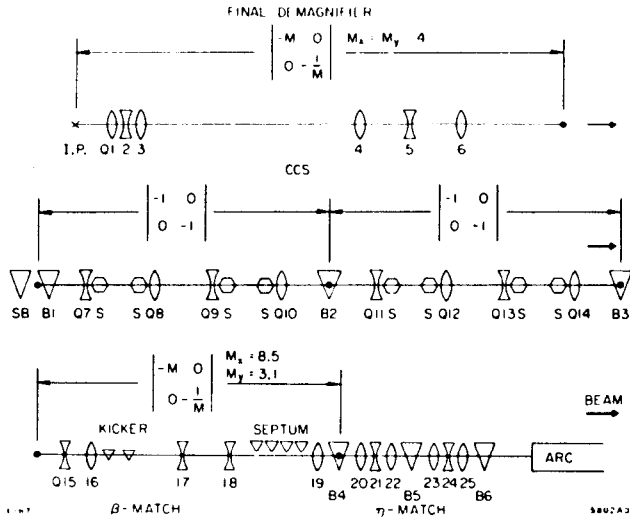 FINAL DEMAGNIFIER
-M 0 Mx = My 4
0 -1/M
I.P. Q1 2 3 4 5 6
CCS
-1 0 -1 0
0 -1 0 -1
SB B1 Q7 S S Q8 Q9 S S Q10 B2 Q11 S S Q12 Q13 S S Q14 B3
-M 0 Mx = 8.5
My = 3.1
0 -1/M
KICKER SEPTUM BEAM
ARC
Q15 16 17 18 19 B4 20 21 22 B5 23 24 25 B6
β-MATCH η-MATCH